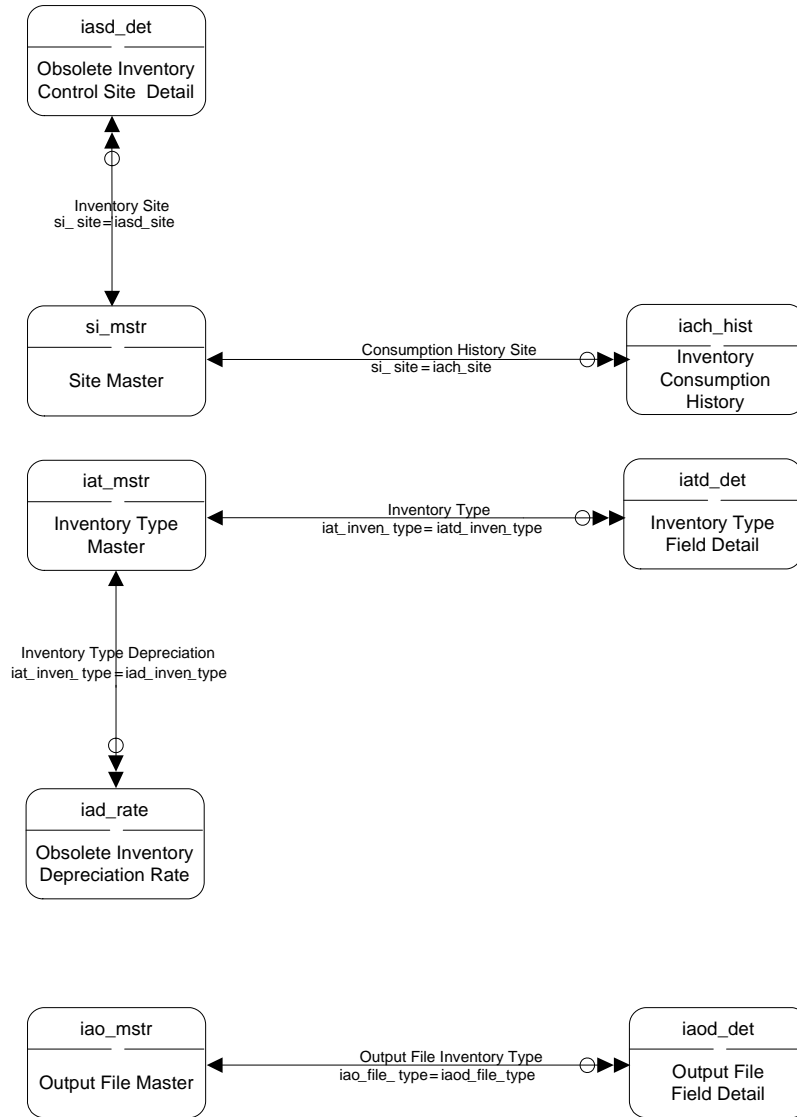 iasd_det
Obsolete Inventory
Control Site Detail
Inventory Site
si_ site=iasd_site
si_mstr
Site Master
Consumption History Site
si_ site=iach_site
iach_hist
Inventory
Consumption
History
iat_mstr
Inventory Type
Master
Inventory Type
iat_inven_ type= iatd_inven_type
iatd_det
Inventory Type
Field Detail
Inventory Type Depreciation
iat_inven_ type=iad_inven_type
iad_rate
Obsolete Inventory
Depreciation Rate
iao_mstr
Output File Master
Output File Inventory Type
iao_file_ type=iaod_file_type
iaod_det
Output File
Field Detail